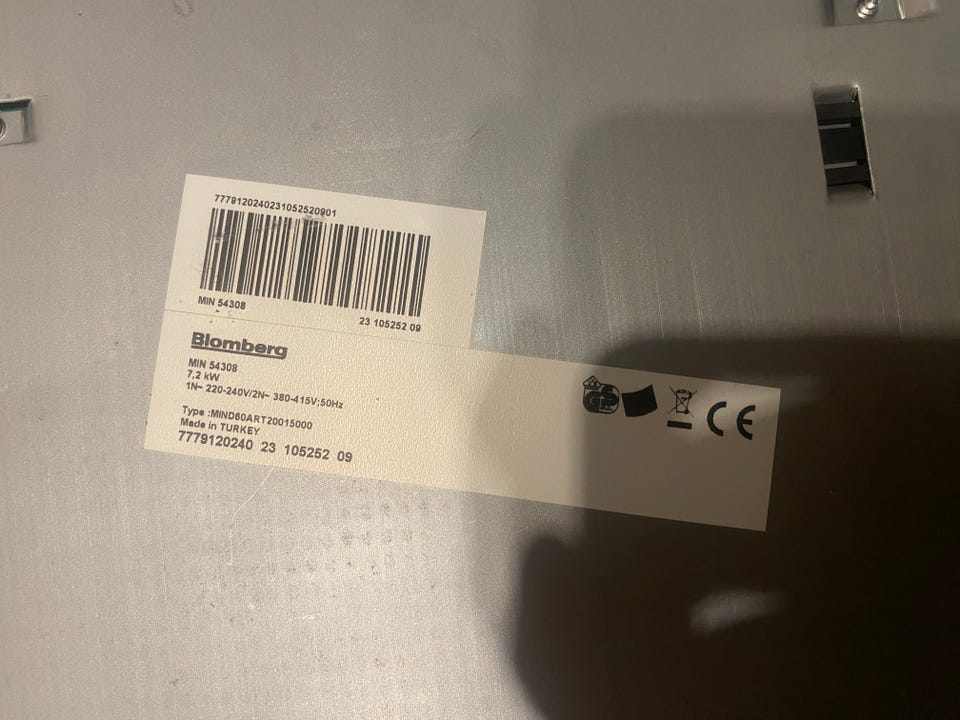 7779120240231052520901
MIN 54308
23 105252 09
Blomberg
MIN 54308
7,2 kW
1N~ 220-240V/2N~ 380-415V;50Hz
Type :MIND60ART20015000
Made in TURKEY
7779120240 23 105252 09
CE